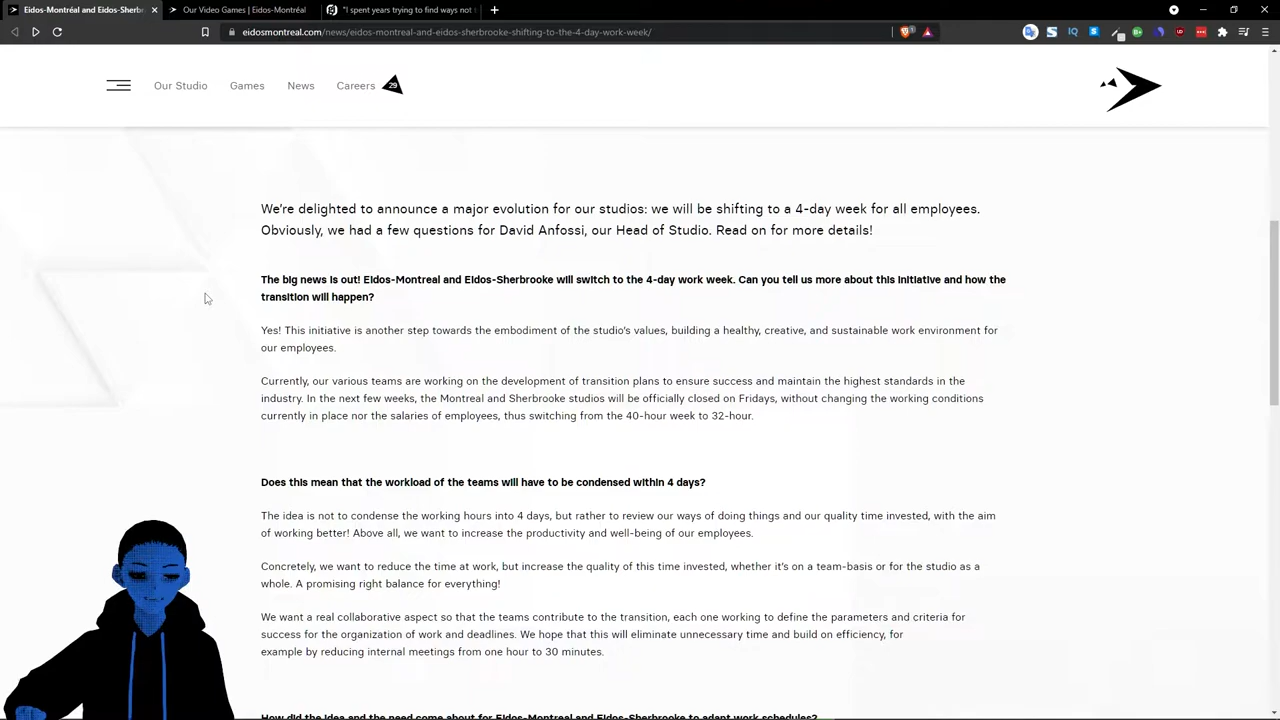 Eidos-Montréal and Eidos-Sherb
Our Video Games | Eidos-Montréal
"I spent years trying to find ways not
eidosmontreal.com/news/eidos-montreal-and-eidos-sherbrooke-shifting-to-the-4-day-work-week/
Our Studio Games News Careers 29
We're delighted to announce a major evolution for our studios: we will be shifting to a 4-day week for all employees.
Obviously, we had a few questions for David Anfossi, our Head of Studio. Read on for more details!
The big news is out! Eidos-Montreal and Eidos-Sherbrooke will switch to the 4-day work week. Can you tell us more about this initiative and how the
transition will happen?
Yes! This initiative is another step towards the embodiment of the studio's values, building a healthy, creative, and sustainable work environment for
our employees.
Currently, our various teams are working on the development of transition plans to ensure success and maintain the highest standards in the
industry. In the next few weeks, the Montreal and Sherbrooke studios will be officially closed on Fridays, without changing the working conditions
currently in place nor the salaries of employees, thus switching from the 40-hour week to 32-hour.
Does this mean that the workload of the teams will have to be condensed within 4 days?
The idea is not to condense the working hours into 4 days, but rather to review our ways of doing things and our quality time invested, with the aim
of working better! Above all, we want to increase the productivity and well-being of our employees.
Concretely, we want to reduce the time at work, but increase the quality of this time invested, whether it's on a team-basis or for the studio as a
whole. A promising right balance for everything!
We want a real collaborative aspect so that the teams contribute to the transition, each one working to define the parameters and criteria for
success for the organization of work and deadlines. We hope that this will eliminate unnecessary time and build on efficiency, for
example by reducing internal meetings from one hour to 30 minutes.
How did the idea and the need come about for Eidos-Montreal and Eidos-Sherbrooke to adapt work schedules?